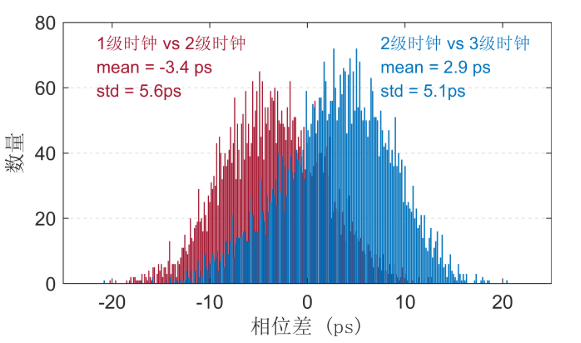 80
60
40
20
0
数量
1级时钟 vs 2级时钟
mean = -3.4 ps
std = 5.6ps
2级时钟 vs 3级时钟
mean = 2.9 ps
std = 5.1ps
-20
-10
0
10
20
相位差 (ps)